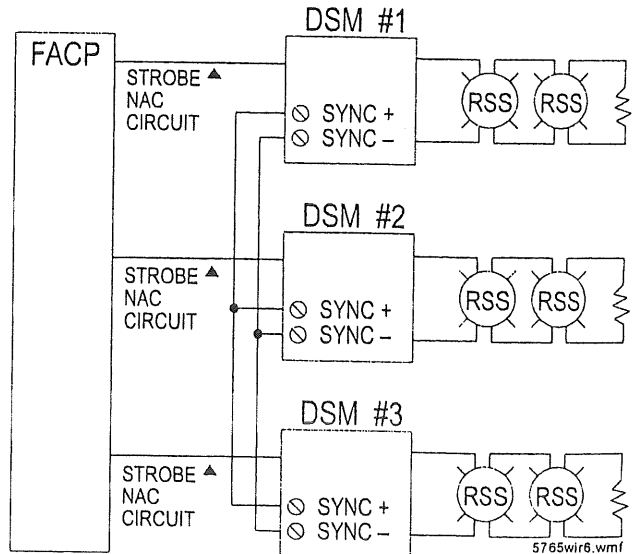 DSM #1
FACP
STROBE ▲
NAC
CIRCUIT
SYNC +
SYNC –
RSS
RSS
DSM #2
STROBE ▲
NAC
CIRCUIT
SYNC +
SYNC –
RSS
RSS
DSM #3
STROBE ▲
NAC
CIRCUIT
SYNC +
SYNC –
RSS
RSS
5765wir6.wmf